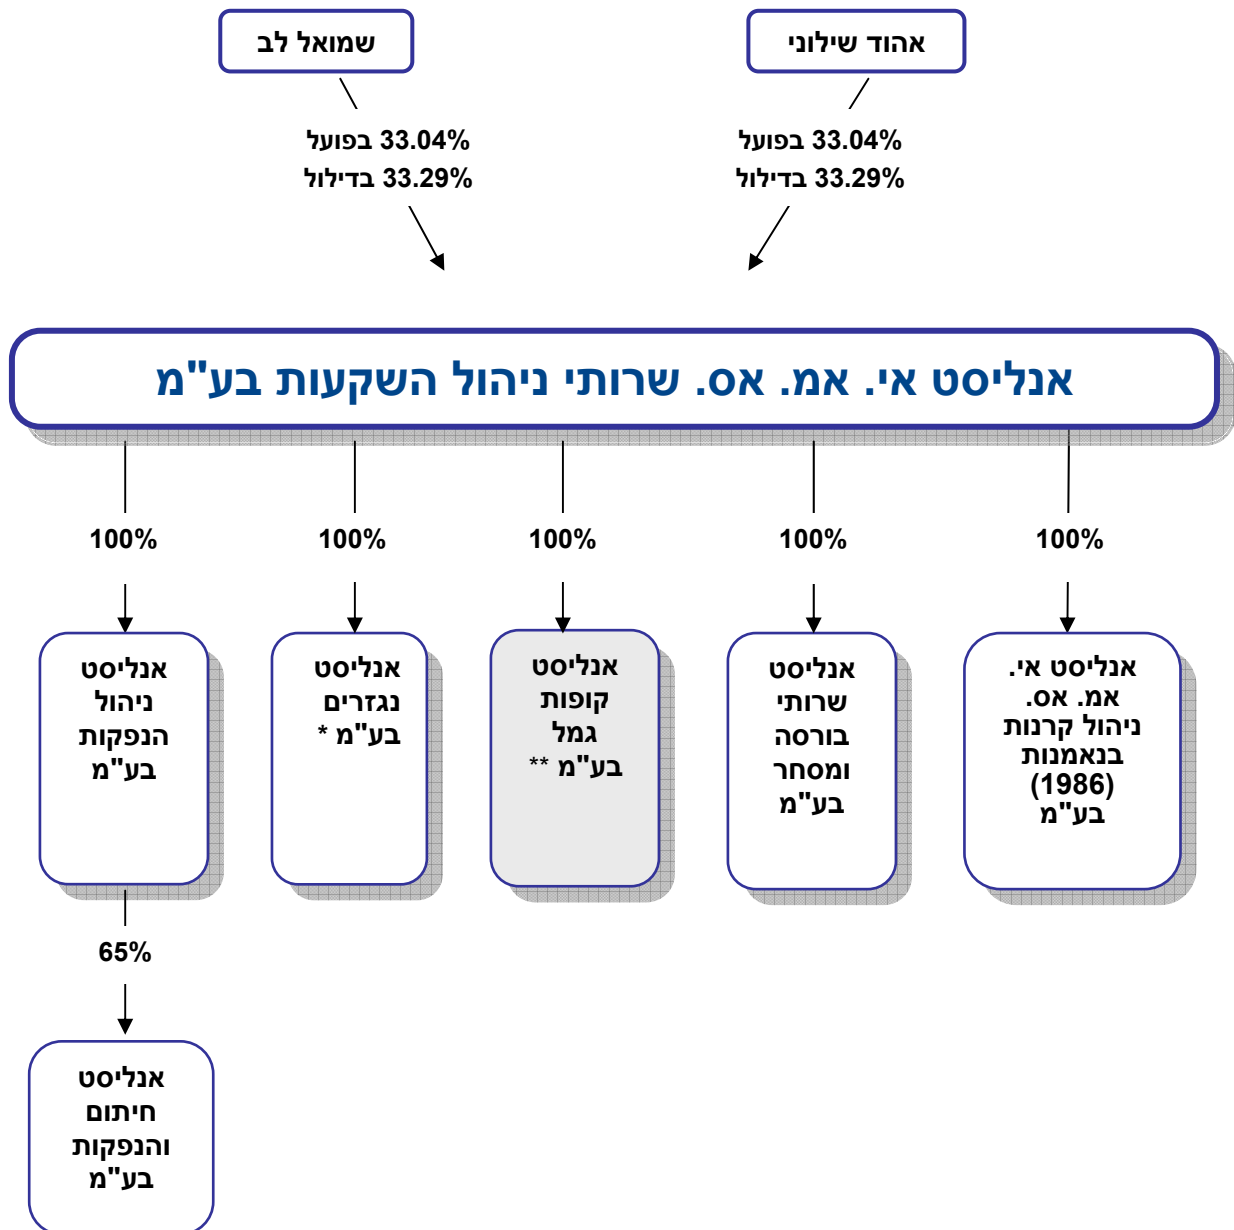 אהוד שילוני
שמואל לב
33.04% בפועל
33.29% בדילול
33.04% בפועל
33.29% בדילול
אנליסט אי. אמ. אס. שרותי ניהול השקעות בע"מ
100%
100%
100%
100%
100%
אנליסט אי.
אמ. אס.
ניהול קרנות
בנאמנות
(1986)
בע"מ
אנליסט
שרותי
בורסה
ומסחר
בע"מ
אנליסט
קופות
גמל
בע"מ **
אנליסט
נגזרים
בע"מ *
אנליסט
ניהול
הנפקות
בע"מ
65%
אנליסט
חיתום
והנפקות
בע"מ